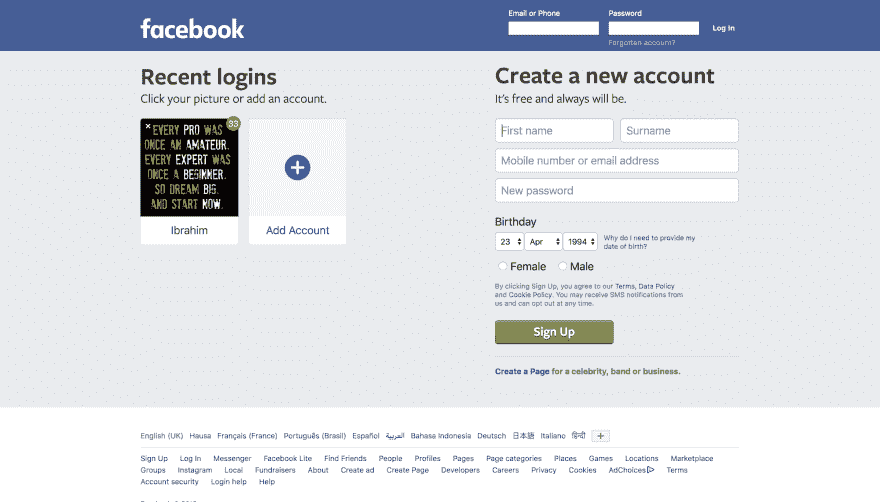 facebook
Email or Phone
Password
Log In
Forgotten account?
Recent logins
Click your picture or add an account.
× EVERY PRO WAS
ONCE AN AMATEUR.
EVERY EXPERT WAS
ONCE A BEGINNER.
SO DREAM BIG.
AND START NOW.
33
Ibrahim
Add Account
Create a new account
It's free and always will be.
First name
Surname
Mobile number or email address
New password
Birthday
23 Apr 1994
Why do I need to provide my
date of birth?
Female Male
By clicking Sign Up, you agree to our Terms, Data Policy
and Cookie Policy. You may receive SMS notifications from
us and can opt out at any time.
Sign Up
Create a Page for a celebrity, band or business.
English (UK) Hausa Français (France) Português (Brasil) Español العربية Bahasa Indonesia Deutsch 日本語 Italiano हिन्दी +
Sign Up Log In Messenger Facebook Lite Find Friends People Profiles Pages Page categories Places Games Locations Marketplace
Groups Instagram Local Fundraisers About Create ad Create Page Developers Careers Privacy Cookies AdChoices Terms
Account security Login help Help